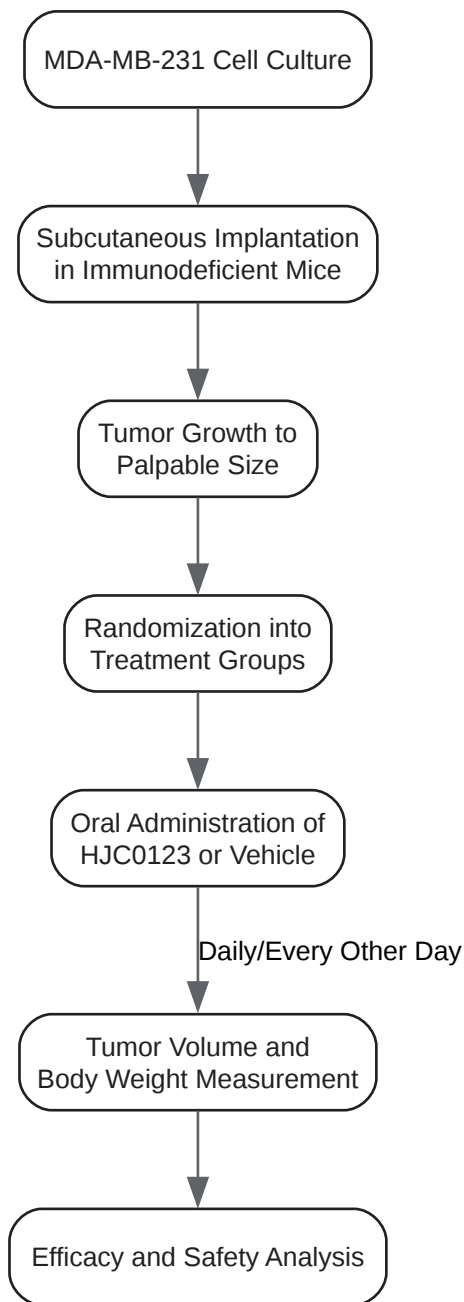 MDA-MB-231 Cell Culture
Subcutaneous Implantation
in Immunodeficient Mice
Tumor Growth to
Palpable Size
Randomization into
Treatment Groups
Oral Administration of
HJC0123 or Vehicle
Daily/Every Other Day
Tumor Volume and
Body Weight Measurement
Efficacy and Safety Analysis